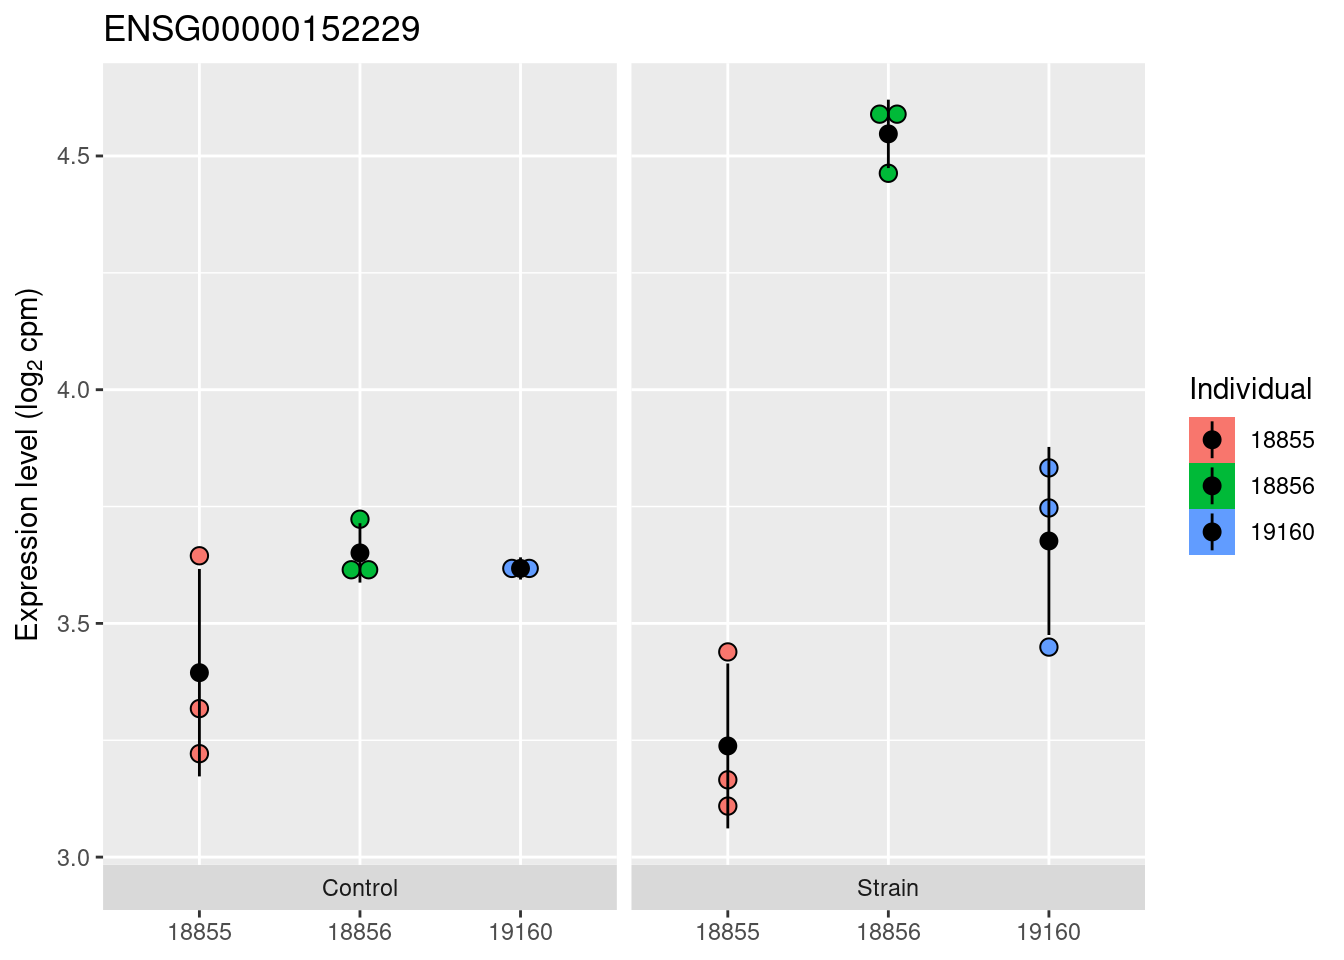 ENSG00000152229
Expression level (log₂ cpm)
4.5
4.0
3.5
3.0
Control
Strain
18855
18856
19160
18855
18856
19160
Individual
18855
18856
19160